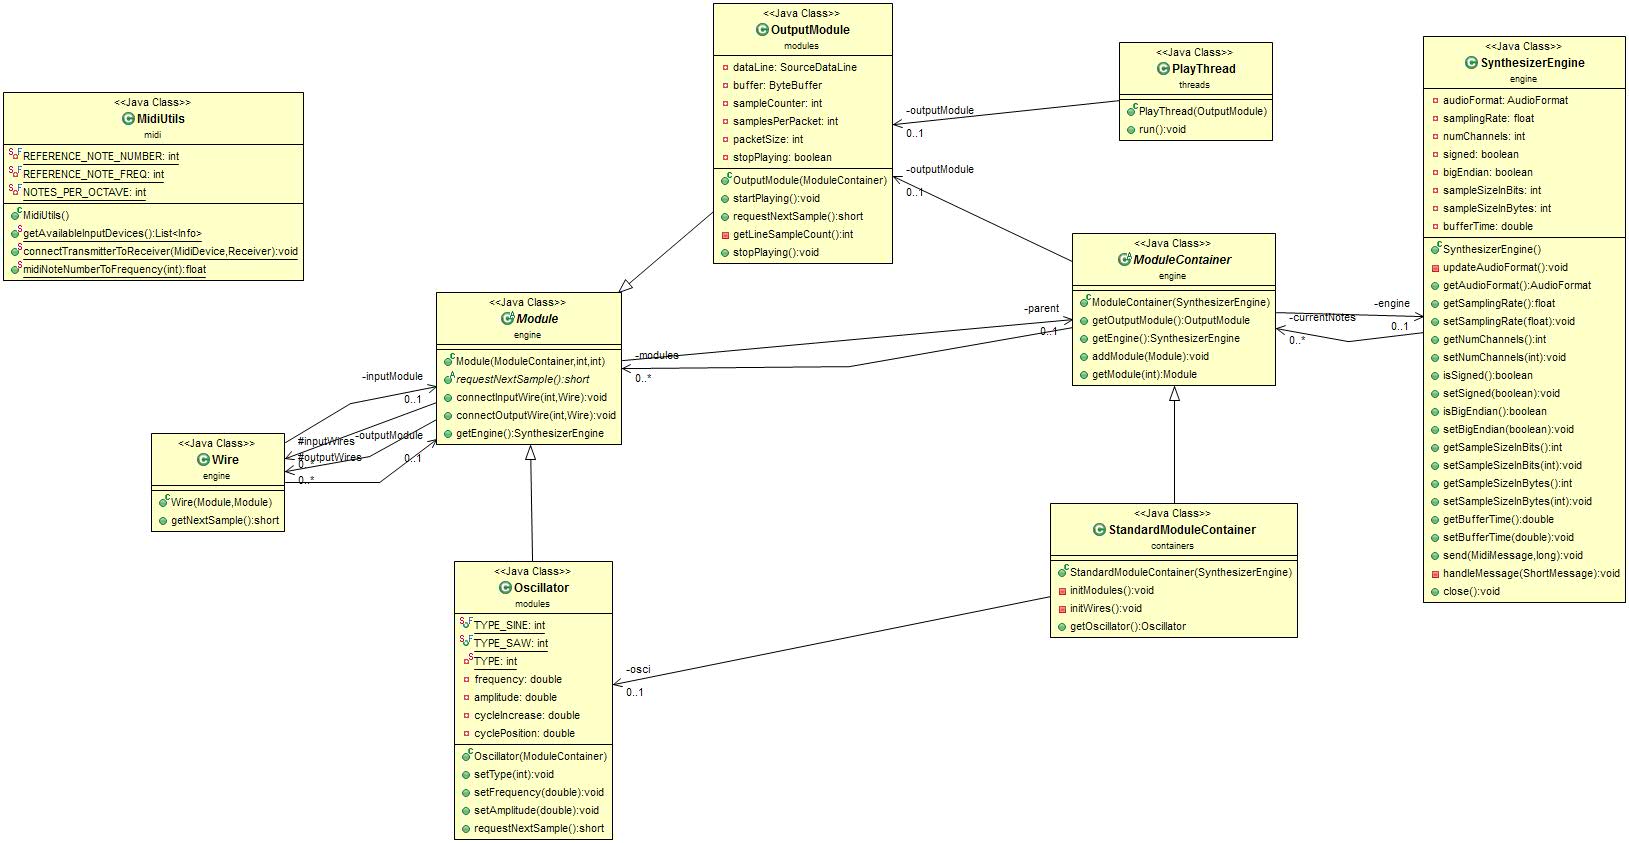 <<Java Class>>
MidiUtils
midi
REFERENCE_NOTE_NUMBER: int
REFERENCE_NOTE_FREQ: int
NOTES_PER_OCTAVE: int
MidiUtils()
getAvailableInputDevices():List<Info>
connectTransmitterToReceiver(MidiDevice,Receiver):void
midiNoteNumberToFrequency(int):float
<<Java Class>>
OutputModule
modules
dataLine: SourceDataLine
buffer: ByteBuffer
sampleCounter: int
samplesPerPacket: int
packetSize: int
stopPlaying: boolean
OutputModule(ModuleContainer)
startPlaying():void
requestNextSample():short
getLineSampleCount():int
stopPlaying():void
<<Java Class>>
PlayThread
threads
PlayThread(OutputModule)
run():void
-outputModule
0..1
-outputModule
0..1
<<Java Class>>
SynthesizerEngine
engine
audioFormat: AudioFormat
samplingRate: float
numChannels: int
signed: boolean
bigEndian: boolean
sampleSizeInBits: int
sampleSizeInBytes: int
bufferTime: double
SynthesizerEngine()
updateAudioFormat():void
getAudioFormat():AudioFormat
getSamplingRate():float
setSamplingRate(float):void
getNumChannels():int
setNumChannels(int):void
isSigned():boolean
setSigned(boolean):void
isBigEndian():boolean
setBigEndian(boolean):void
getSampleSizeInBits():int
setSampleSizeInBits(int):void
getSampleSizeInBytes():int
setSampleSizeInBytes(int):void
getBufferTime():double
setBufferTime(double):void
send(MidiMessage,long):void
handleMessage(ShortMessage):void
close():void
<<Java Class>>
ModuleContainer
engine
ModuleContainer(SynthesizerEngine)
getOutputModule():OutputModule
getEngine():SynthesizerEngine
addModule(Module):void
getModule(int):Module
-engine
0..1
-currentNotes
0..*
-parent
0..1
-modules
0..*
<<Java Class>>
Module
engine
Module(ModuleContainer,int,int)
requestNextSample():short
connectInputWire(int,Wire):void
connectOutputWire(int,Wire):void
getEngine():SynthesizerEngine
-inputModule
0..1
#inputWires
0..*
-outputModule
0..1
#outputWires
0..*
<<Java Class>>
Wire
engine
Wire(Module,Module)
getNextSample():short
<<Java Class>>
StandardModuleContainer
containers
StandardModuleContainer(SynthesizerEngine)
initModules():void
initWires():void
getOscillator():Oscillator
-osci
0..1
<<Java Class>>
Oscillator
modules
TYPE_SINE: int
TYPE_SAW: int
TYPE: int
frequency: double
amplitude: double
cycleIncrease: double
cyclePosition: double
Oscillator(ModuleContainer)
setType(int):void
setFrequency(double):void
setAmplitude(double):void
requestNextSample():short